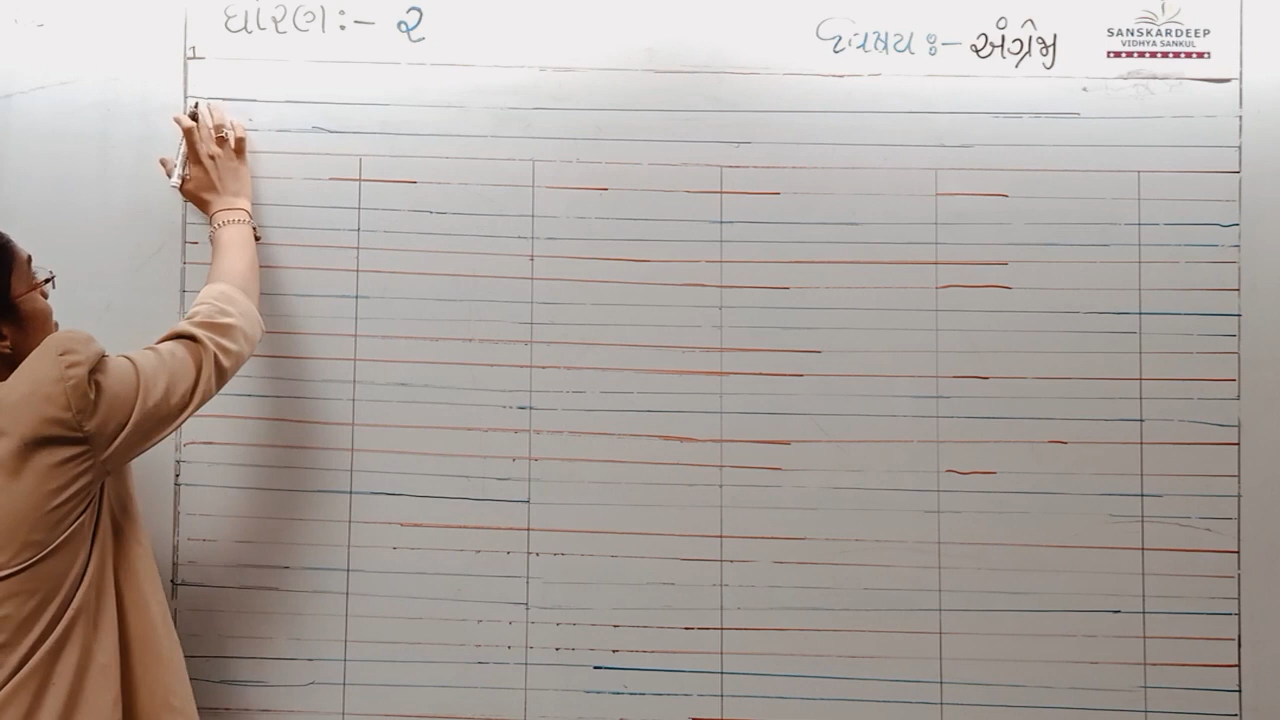 ધોરણ:- ૨
વિષય :- અંગ્રેજી
SANSKARDEEP
VIDHYA SANKUL
1